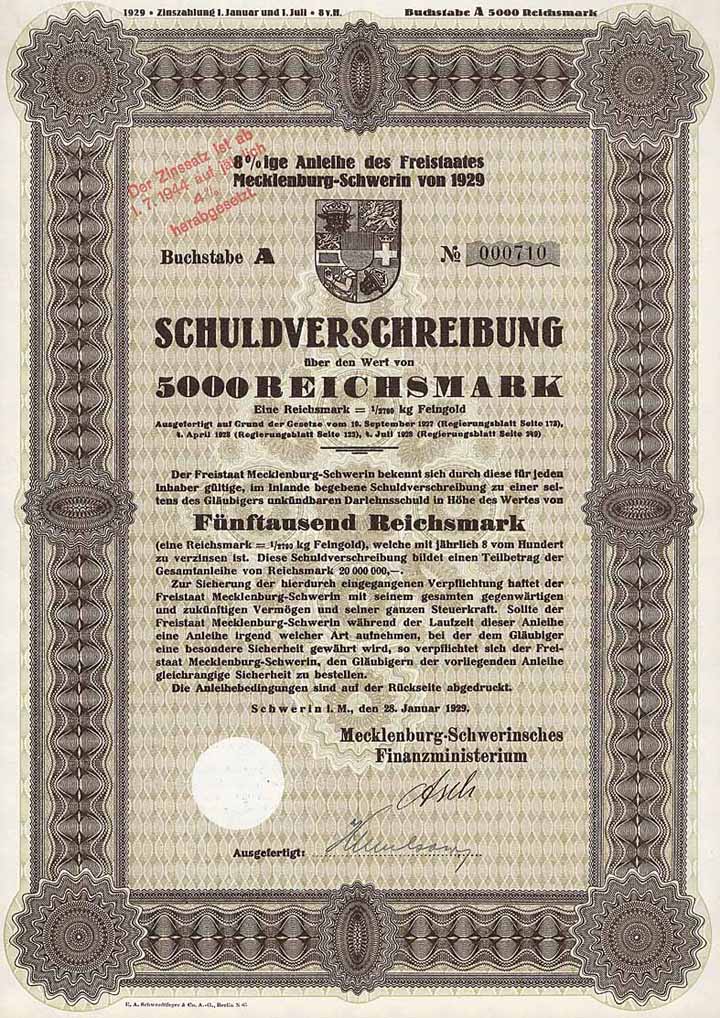 1929 • Zinszahlung 1. Januar und 1. Juli • 8 v. H.
Buchstabe A 5000 Reichsmark
8%ige Anleihe des Freistaates
Mecklenburg-Schwerin von 1929
Der Zinssatz ist ab
1. 7. 1944 auf jährlich
4%
herabgesetzt.
Buchstabe A
№ 000710
SCHULDVERSCHREIBUNG
über den Wert von
5000 REICHSMARK
Eine Reichsmark = 1/2790 kg Feingold
Ausgefertigt auf Grund der Gesetze vom 10. September 1927 (Regierungsblatt Seite 173),
4. April 1928 (Regierungsblatt Seite 123), 4. Juli 1928 (Regierungsblatt Seite 249)
Der Freistaat Mecklenburg-Schwerin bekennt sich durch diese für jeden
Inhaber gültige, im Inlande begebene Schuldverschreibung zu einer sei-
tens des Gläubigers unkündbaren Darlehnsschuld in Höhe des Wertes von
Fünftausend Reichsmark
(eine Reichsmark = 1/2790 kg Feingold), welche mit jährlich 8 vom Hundert
zu verzinsen ist. Diese Schuldverschreibung bildet einen Teilbetrag der
Gesamtanleihe von Reichsmark 20 000 000,—.
Zur Sicherung der hierdurch eingegangenen Verpflichtung haftet der
Freistaat Mecklenburg-Schwerin mit seinem gesamten gegenwärtigen
und zukünftigen Vermögen und seiner ganzen Steuerkraft. Sollte der
Freistaat Mecklenburg-Schwerin während der Laufzeit dieser Anleihe
eine Anleihe irgend welcher Art aufnehmen, bei der dem Gläubiger
eine besondere Sicherheit gewährt wird, so verpflichtet sich der Frei-
staat Mecklenburg-Schwerin, den Gläubigern der vorliegenden Anleihe
gleichrangige Sicherheit zu bestellen.
Die Anleihebedingungen sind auf der Rückseite abgedruckt.
Schwerin i. M., den 28. Januar 1929.
Mecklenburg-Schwerinsches
Finanzministerium
Asch
Ausgefertigt:
E. A. Schwerdtfeger & Co. A.-G., Berlin